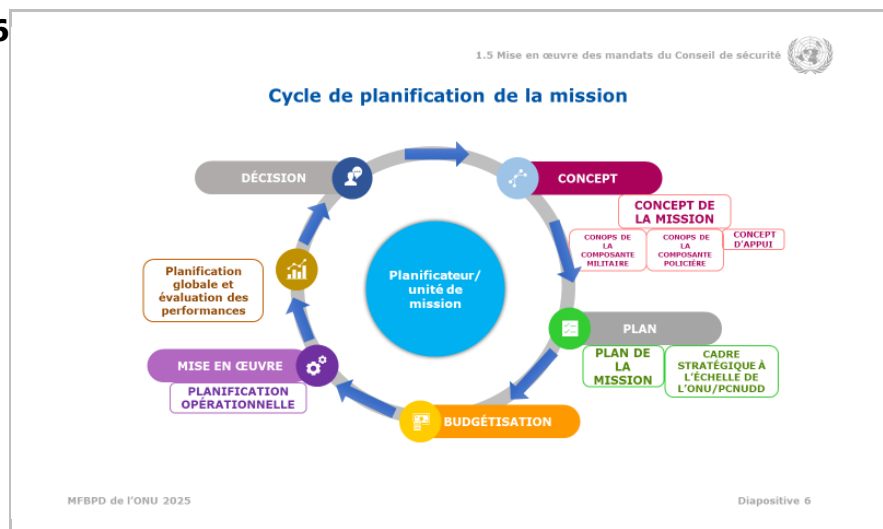 6
1.5 Mise en œuvre des mandats du Conseil de sécurité
Cycle de planification de la mission
DÉCISION
CONCEPT
CONCEPT DE
LA MISSION
CONOPS DE
LA
COMPOSANTE
MILITAIRE
CONOPS DE
LA
COMPOSANTE
POLICIÈRE
CONCEPT
D’APPUI
Planificateur/
unité de
mission
Planification
globale et
évaluation des
performances
PLAN
PLAN DE
LA
MISSION
CADRE
STRATÉGIQUE À
L’ÉCHELLE DE
L’ONU/PCNUDD
MISE EN ŒUVRE
PLANIFICATION
OPÉRATIONNELLE
BUDGÉTISATION
MFBPD de l’ONU 2025
Diapositive 6